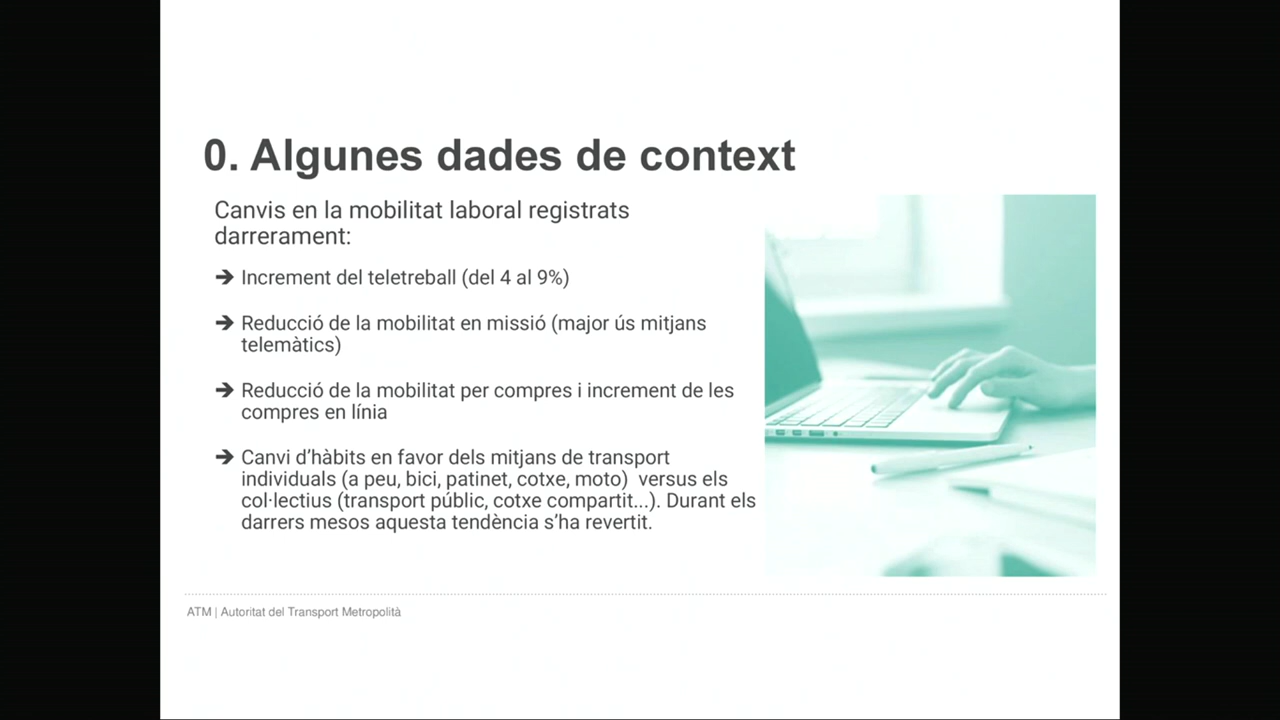 0. Algunes dades de context
Canvis en la mobilitat laboral registrats
darrerament:
➔ Increment del teletreball (del 4 al 9%)
➔ Reducció de la mobilitat en missió (major ús mitjans
telemàtics)
➔ Reducció de la mobilitat per compres i increment de les
compres en línia
➔ Canvi d’hàbits en favor dels mitjans de transport
individuals (a peu, bici, patinet, cotxe, moto)  versus els
col·lectius (transport públic, cotxe compartit...). Durant els
darrers mesos aquesta tendència s’ha revertit.
ATM | Autoritat del Transport Metropolità